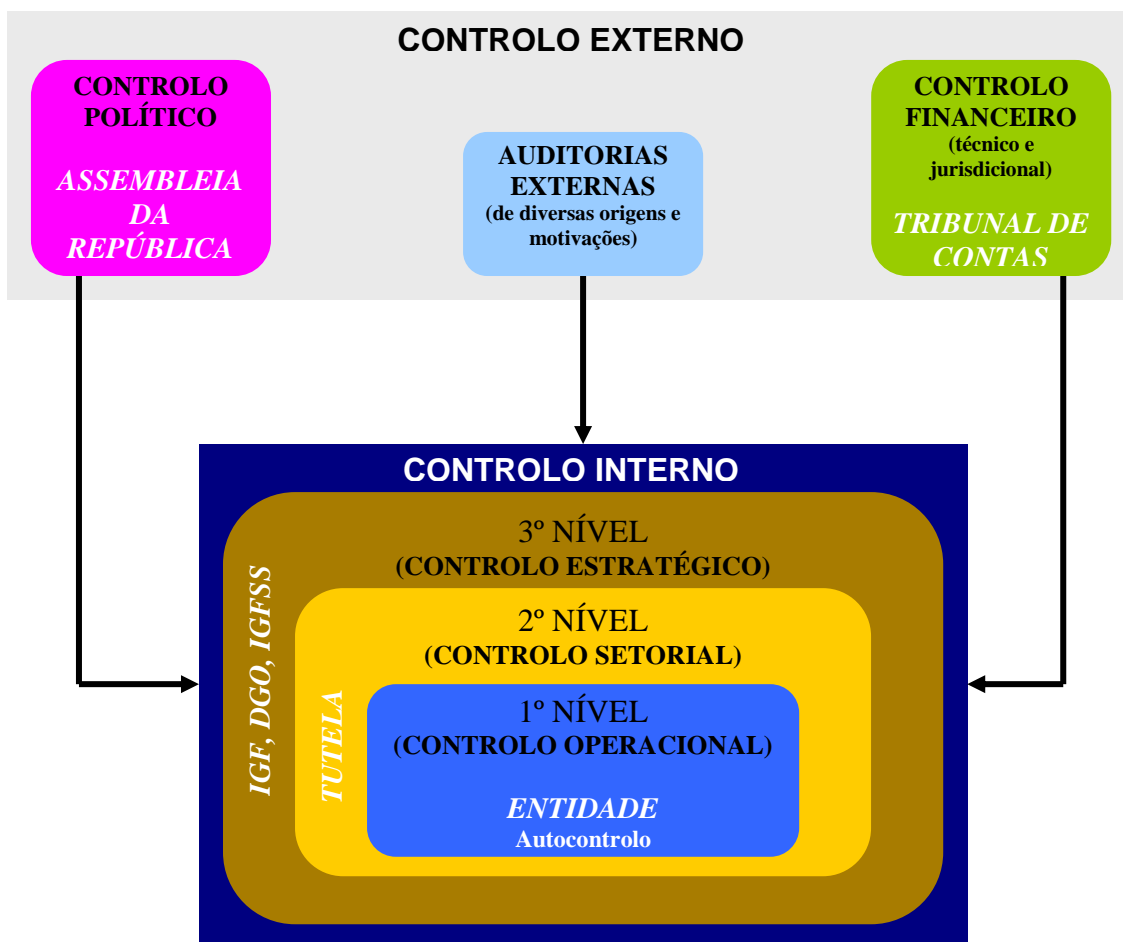 CONTROLO EXTERNO
CONTROLO
POLÍTICO
ASSEMBLEIA
DA
REPÚBLICA
AUDITORIAS
EXTERNAS
(de diversas origens e
motivações)
CONTROLO
FINANCEIRO
(técnico e
jurisdicional)
TRIBUNAL DE
CONTAS
CONTROLO INTERNO
3º NÍVEL
(CONTROLO ESTRATÉGICO)
IGF, DGO, IGFSS
2º NÍVEL
(CONTROLO SETORIAL)
TUTELA
1º NÍVEL
(CONTROLO OPERACIONAL)
ENTIDADE
Autocontrolo